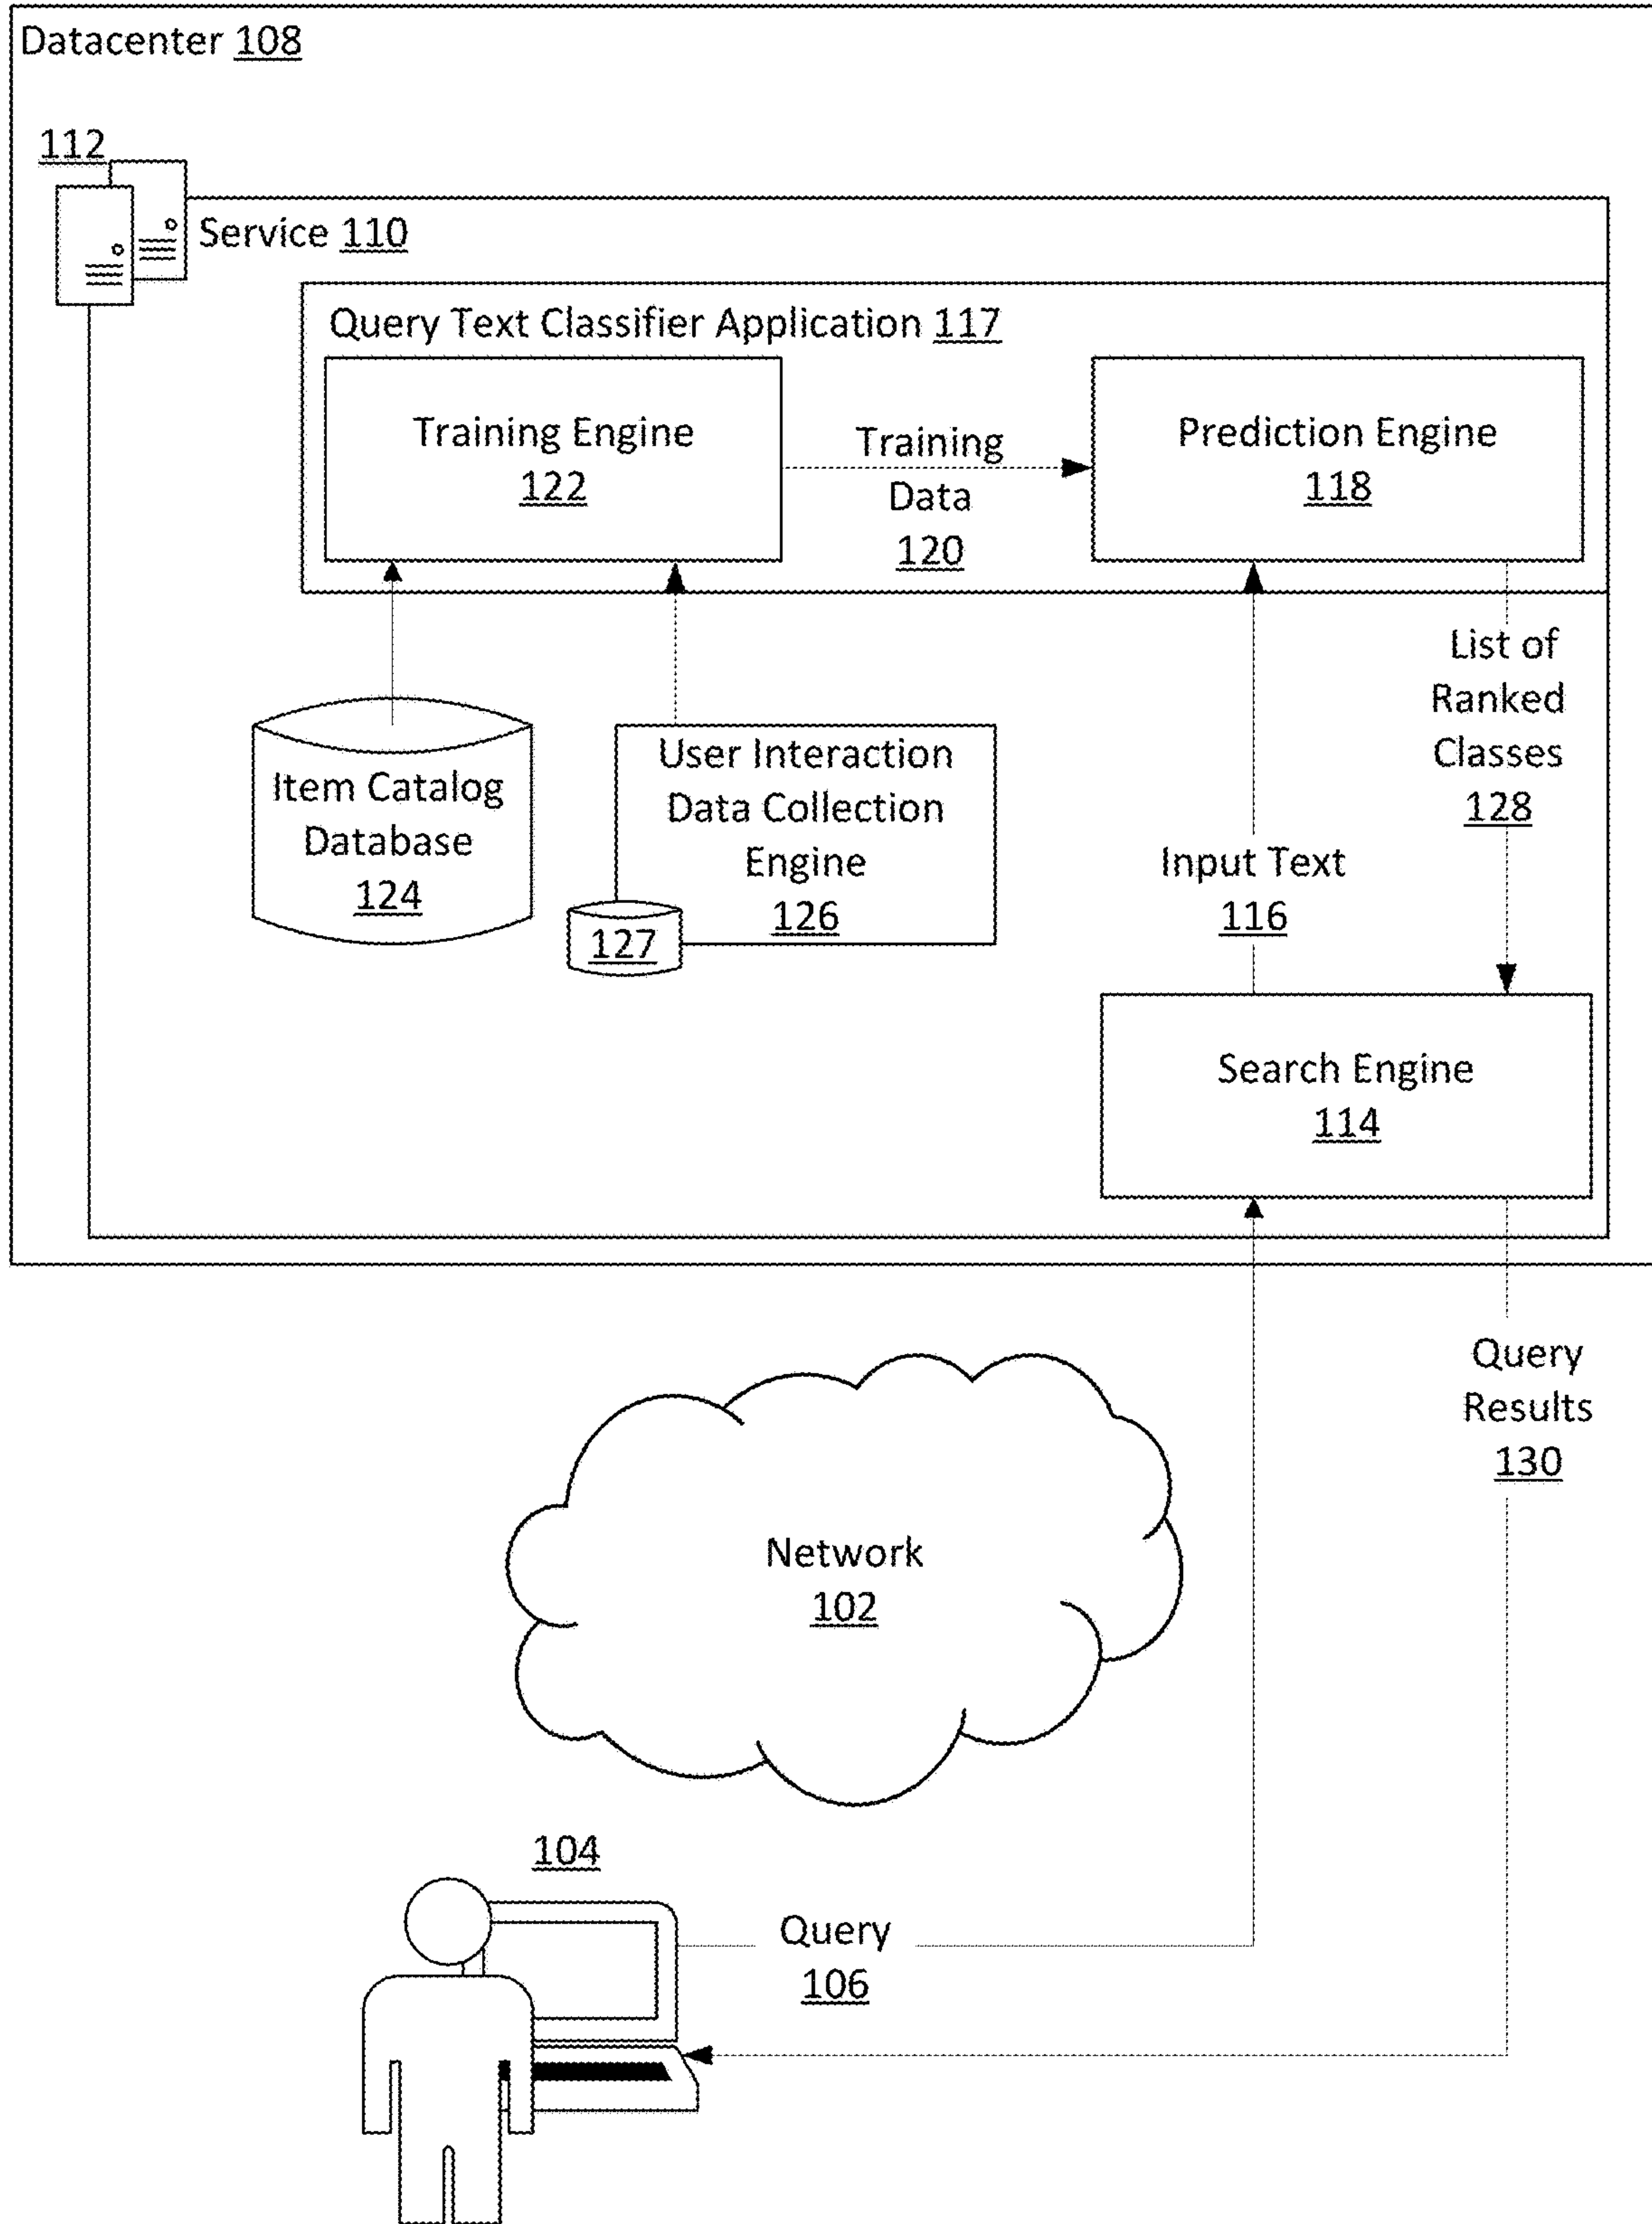 Datacenter 108
112
Service 110
Query Text Classifier Application 117
Training Engine
122
Training
Data
120
Prediction Engine
118
Item Catalog
Database
124
User Interaction
Data Collection
Engine
126
127
Input Text
116
List of
Ranked
Classes
128
Search Engine
114
Query
Results
130
Network
102
104
Query
106